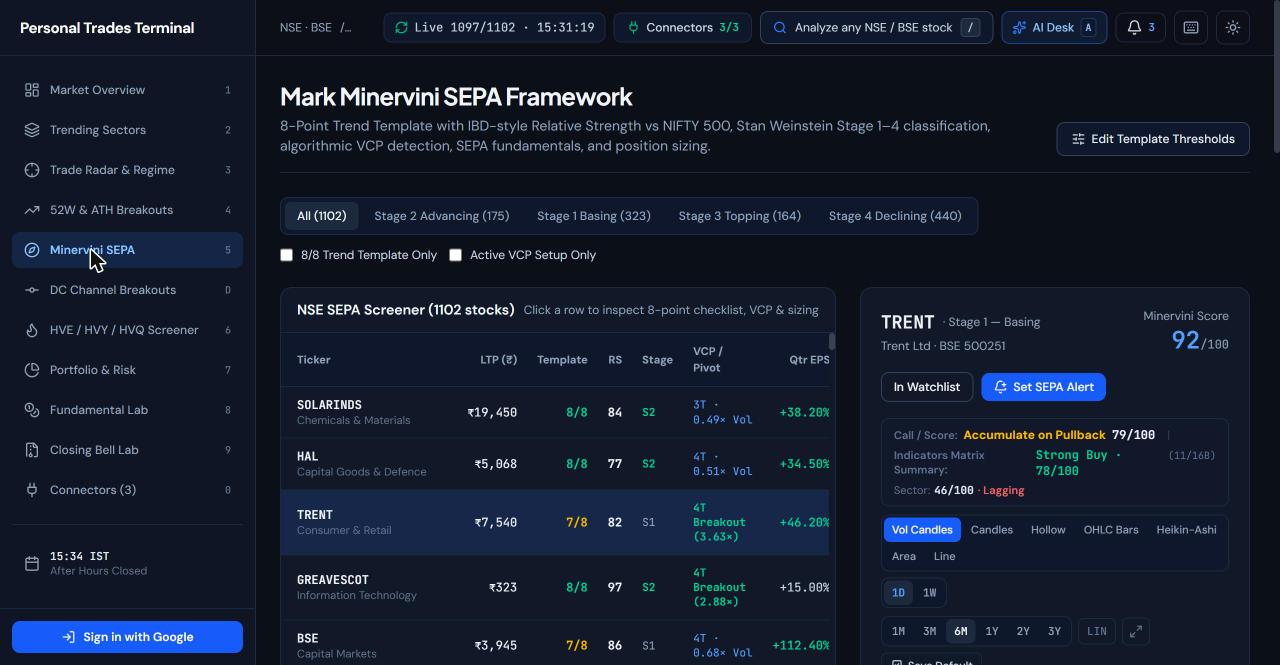 Personal Trades Terminal
NSE · BSE /...
Live 1097/1102 · 15:31:19
Connectors 3/3
Analyze any NSE / BSE stock /
AI Desk A
3
Market Overview 1
Trending Sectors 2
Trade Radar & Regime 3
52W & ATH Breakouts 4
Minervini SEPA 5
DC Channel Breakouts D
HVE / HVY / HVQ Screener 6
Portfolio & Risk 7
Fundamental Lab 8
Closing Bell Lab 9
Connectors (3) 0
15:34 IST
After Hours Closed
Sign in with Google
Mark Minervini SEPA Framework
8-Point Trend Template with IBD-style Relative Strength vs NIFTY 500, Stan Weinstein Stage 1–4 classification,
algorithmic VCP detection, SEPA fundamentals, and position sizing.
Edit Template Thresholds
All (1102) Stage 2 Advancing (175) Stage 1 Basing (323) Stage 3 Topping (164) Stage 4 Declining (440)
8/8 Trend Template Only Active VCP Setup Only
NSE SEPA Screener (1102 stocks) Click a row to inspect 8-point checklist, VCP & sizing
Ticker LTP (₹) Template RS Stage VCP / Pivot Qtr EPS
SOLARINDS ₹19,450 8/8 84 S2 3T · 0.49× Vol +38.20%
Chemicals & Materials
HAL ₹5,068 8/8 77 S2 4T · 0.51× Vol +34.50%
Capital Goods & Defence
TRENT ₹7,540 7/8 82 S1 4T Breakout (3.63×) +46.20%
Consumer & Retail
GREAVESCOT ₹323 8/8 97 S2 4T Breakout (2.88×) +15.00%
Information Technology
BSE ₹3,945 7/8 86 S1 4T · 0.68× Vol +112.40%
Capital Markets
TRENT · Stage 1 — Basing
Trent Ltd · BSE 500251
Minervini Score
92/100
In Watchlist
Set SEPA Alert
Call / Score: Accumulate on Pullback 79/100 |
Indicators Matrix Summary: Strong Buy · 78/100 (11/16B)
Sector: 46/100 · Lagging
Vol Candles Candles Hollow OHLC Bars Heikin-Ashi
Area Line
1D 1W
1M 3M 6M 1Y 2Y 3Y LIN
Save Default